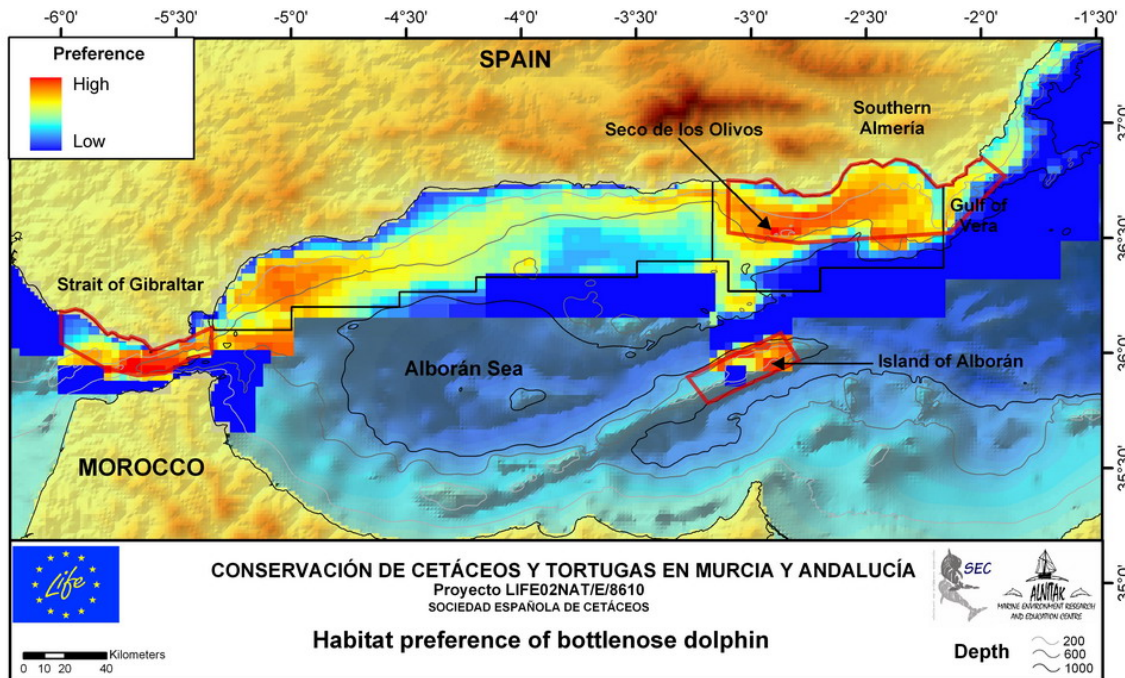 -6°0' -5°30' -5°0' -4°30' -4°0' -3°30' -3°0' -2°30' -2°0' -1°50'
Preference
High
Low
SPAIN
Southern
Almería
Seco de los Olivos
37°0'
Gulf of
Vera
36°30'
Strait of Gibraltar
36°0'
Alborán Sea
Island of Alborán
MOROCCO
35°30'
35°0'
Life
CONSERVACIÓN DE CETÁCEOS Y TORTUGAS EN MURCIA Y ANDALUCÍA
Proyecto LIFE02NAT/E/8610
SOCIEDAD ESPAÑOLA DE CETÁCEOS
SEC
ALNITAK
MARINE ENVIRONMENT RESEARCH
AND EDUCATION CENTRE
Habitat preference of bottlenose dolphin
Kilometers
0 10 20 40
Depth
200
600
1000